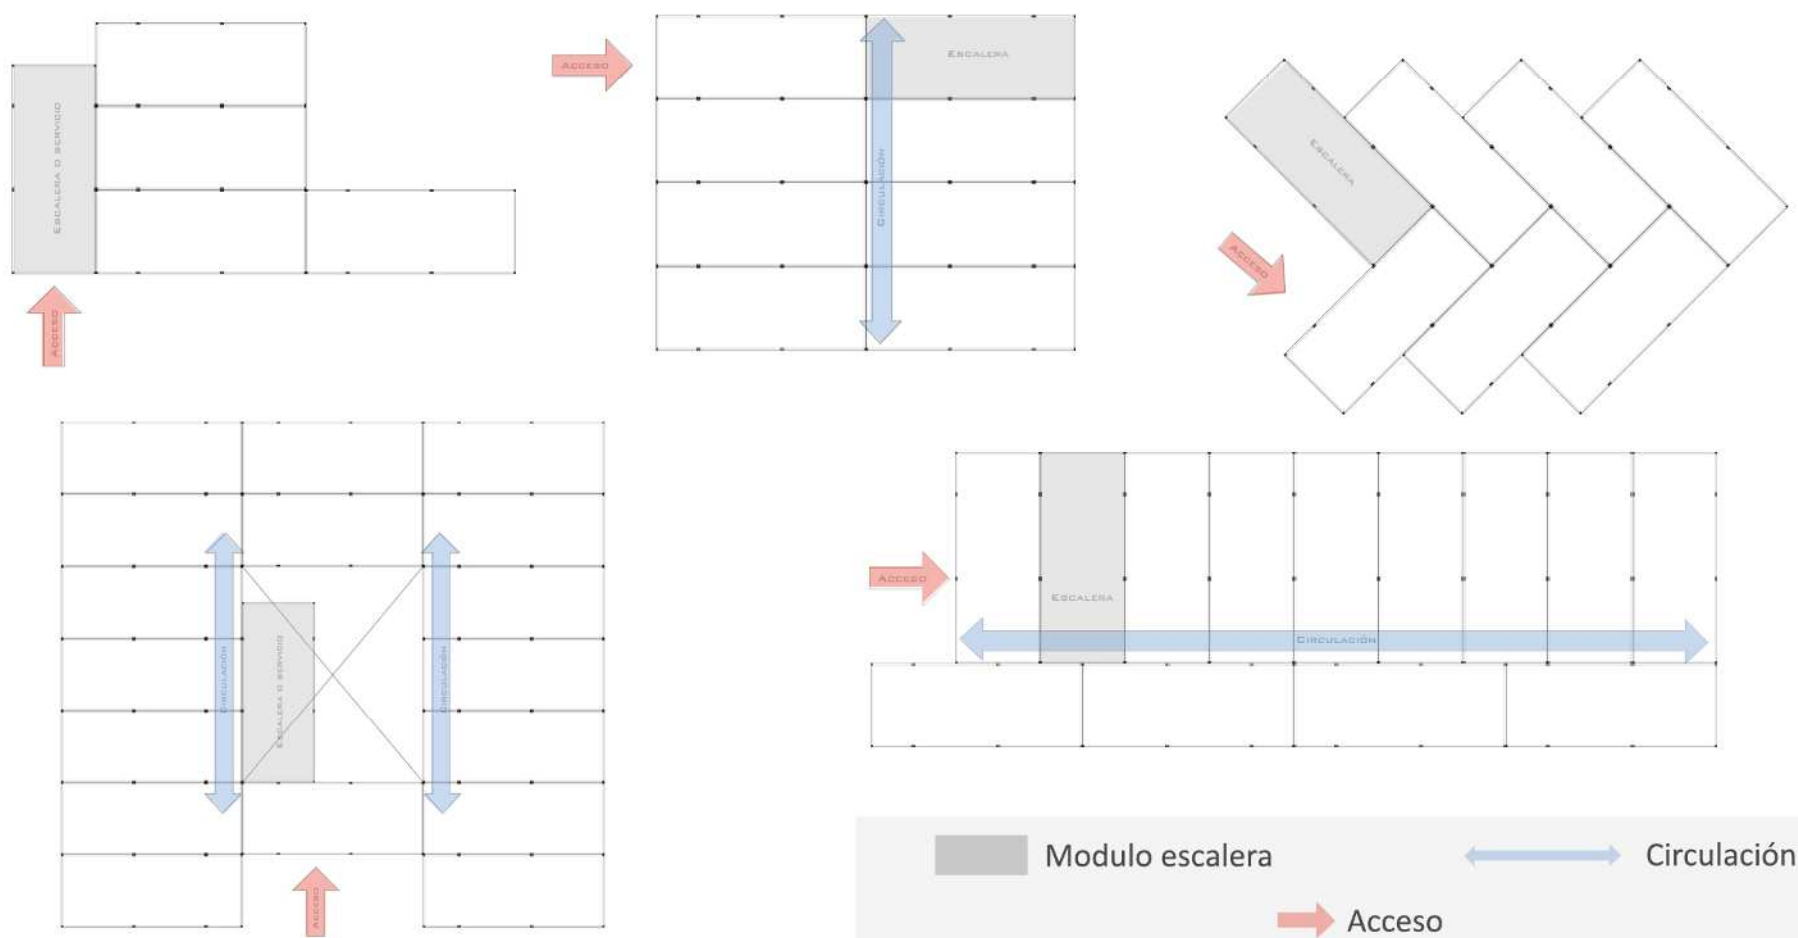 ESCALERA O SERVICIO
ACCESO
ACCESO
CIRCULACIÓN
ESCALERA
ESCALERA
ACCESO
CIRCULACIÓN
ESCALERA O SERVICIO
CIRCULACIÓN
ACCESO
ACCESO
ESCALERA
CIRCULACIÓN
Modulo escalera
Circulación
Acceso